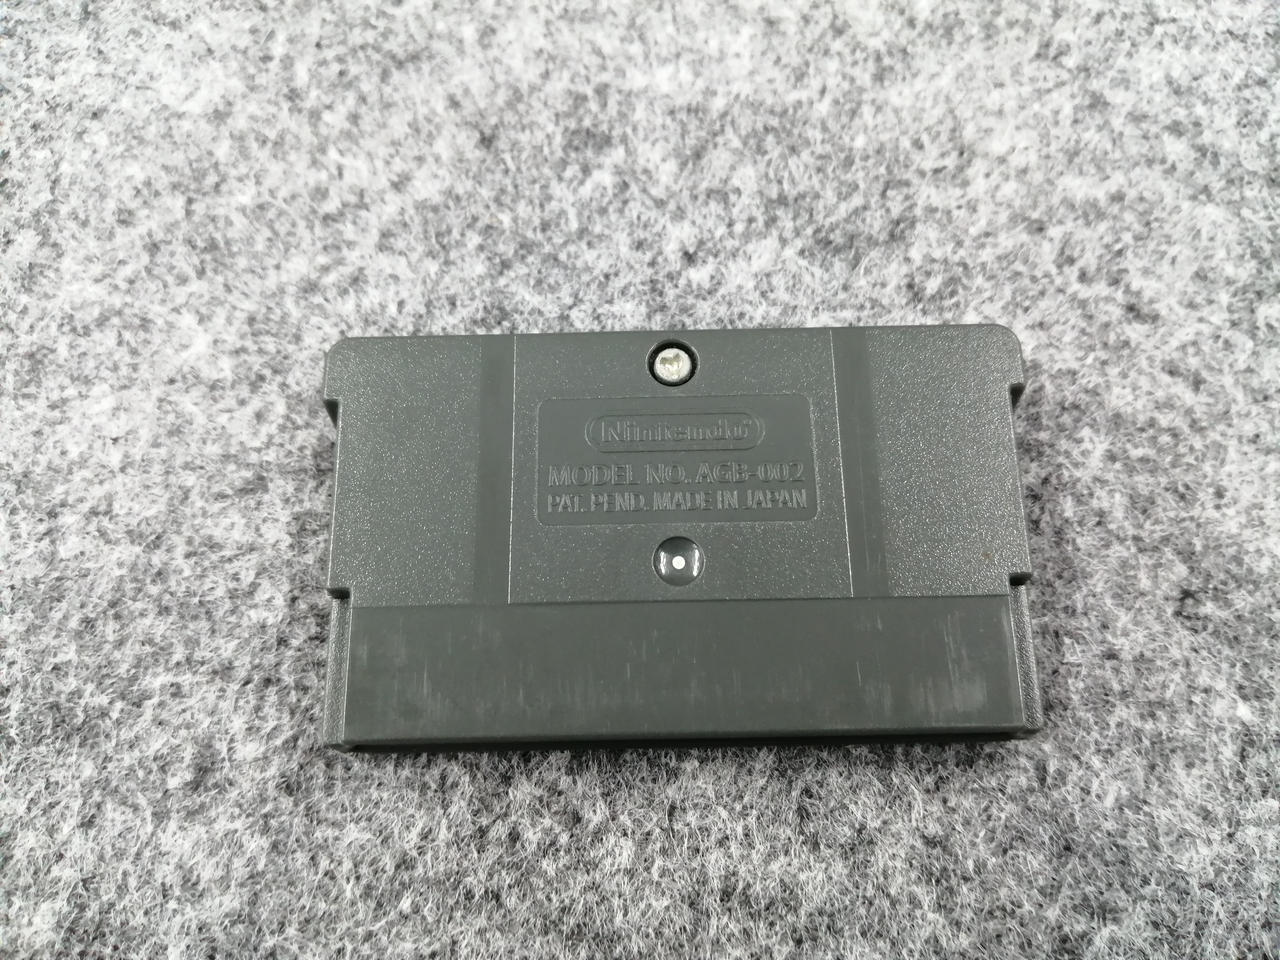 Nintendo
MODEL NO. AGB-002
PAT. PEND. MADE IN JAPAN